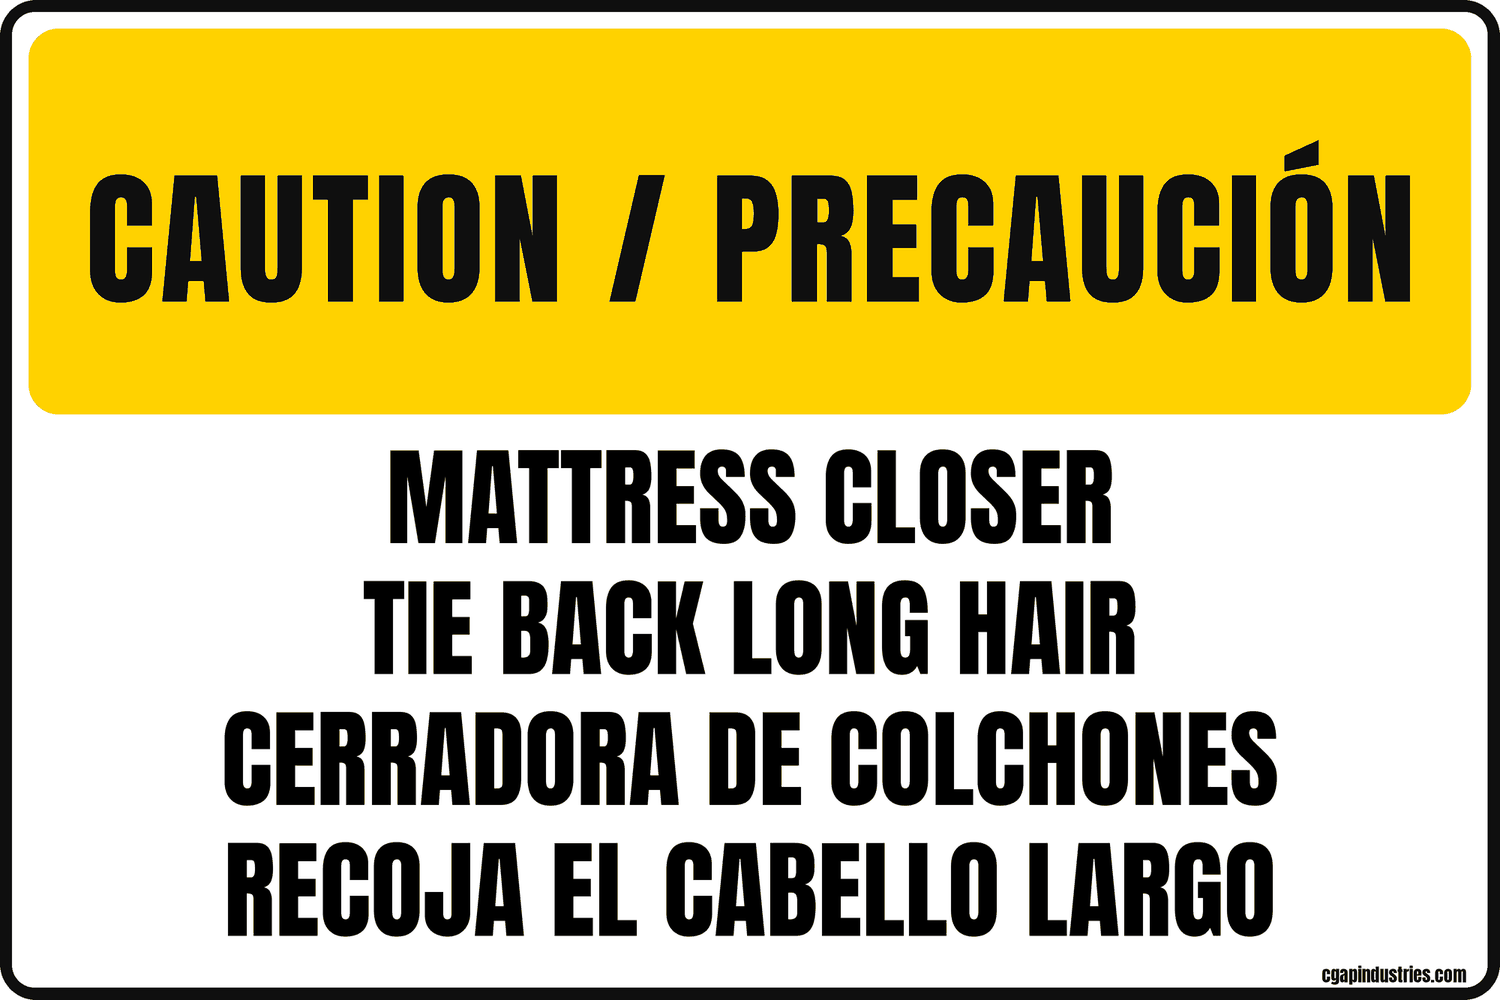 CAUTION / PRECAUCIÓN
MATTRESS CLOSER
TIE BACK LONG HAIR
CERRADORA DE COLCHONES
RECOJA EL CABELLO LARGO
cgapindustries.com